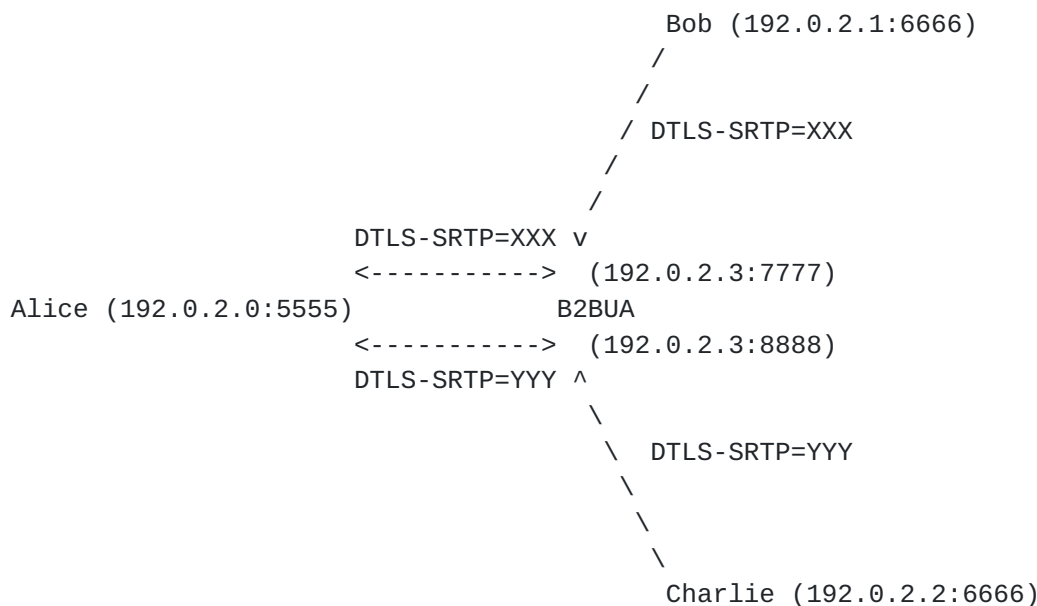 Bob (192.0.2.1:6666)
/
/
/ DTLS-SRTP=XXX
/
/
DTLS-SRTP=XXX v
<-----------> (192.0.2.3:7777)
Alice (192.0.2.0:5555) B2BUA
<-----------> (192.0.2.3:8888)
DTLS-SRTP=YYY ^
\
\ DTLS-SRTP=YYY
\
\
\
Charlie (192.0.2.2:6666)